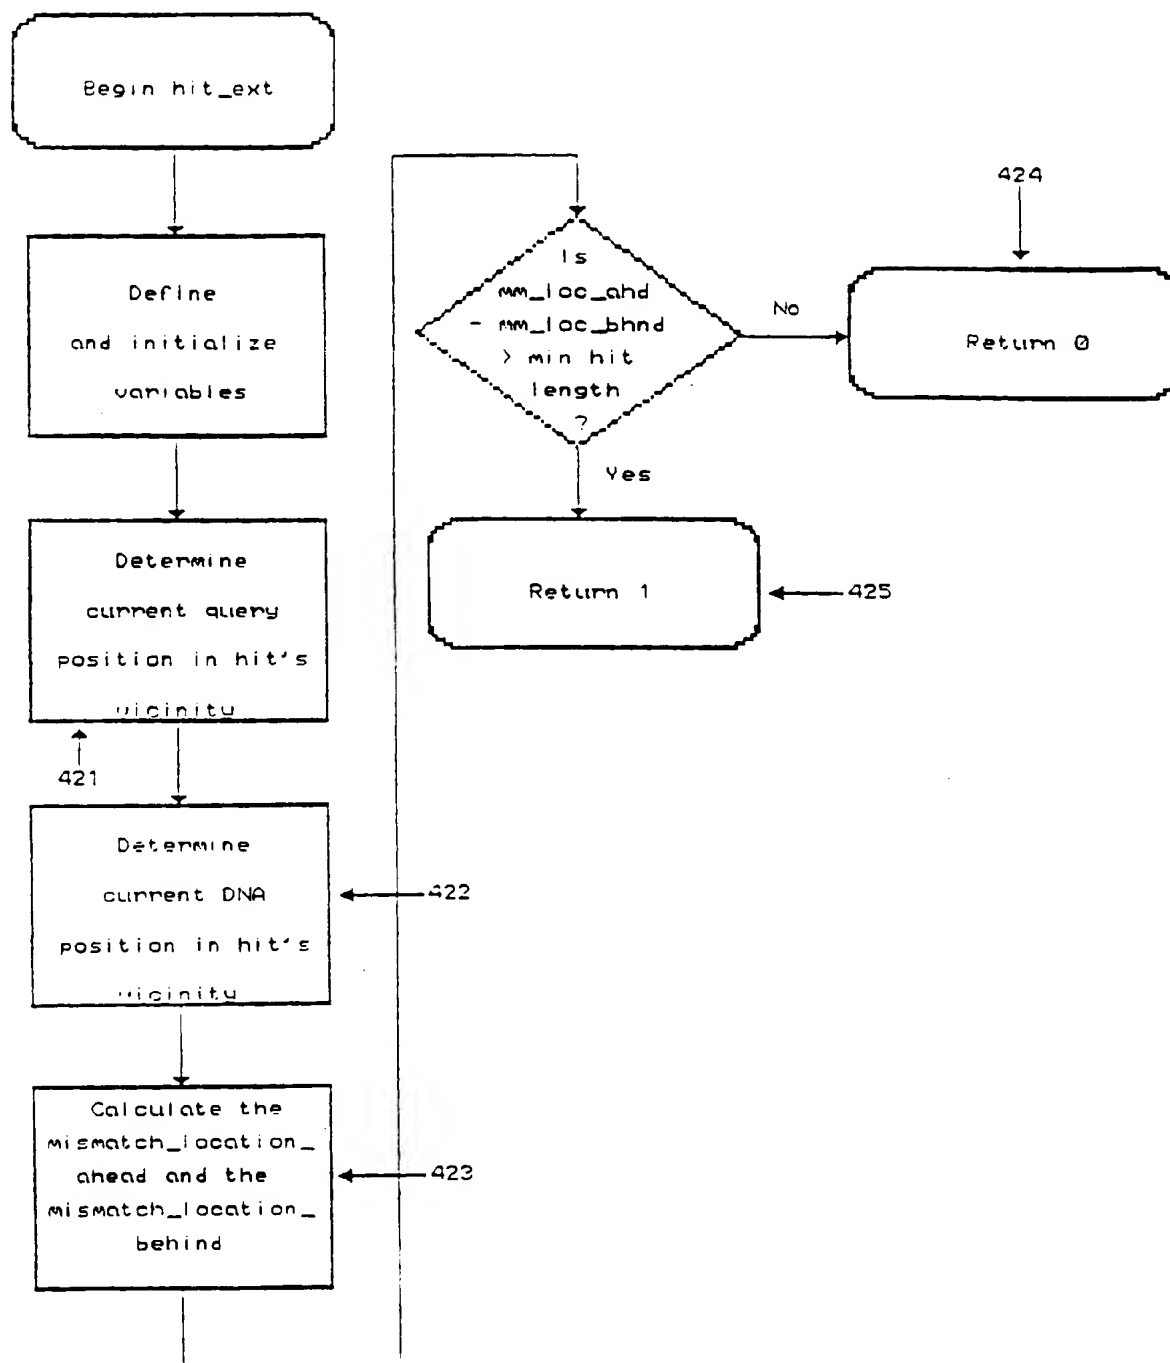 Begin hit_ext
Define
and initialize
variables
Determine
current query
position in hit's
vicinity
421
Determine
current DNA
position in hit's
vicinity
422
Calculate the
mismatch_location_
ahead and the
mismatch_location_
behind
423
Is
mm_loc_ahd
- mm_loc_bhnd
> min hit
length
?
No
424
Return 0
Yes
Return 1
425